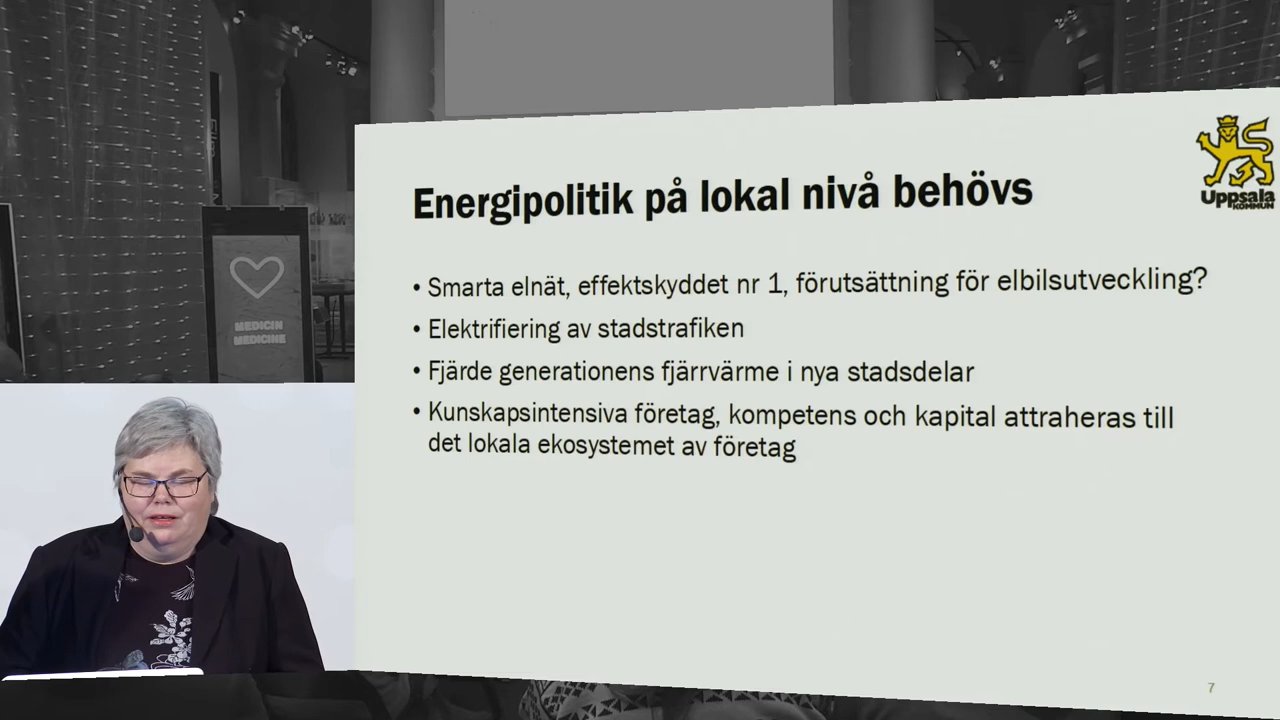 Energipolitik på lokal nivå behövs
Uppsala
KOMMUN
• Smarta elnät, effektskyddet nr 1, förutsättning för elbilsutveckling?
• Elektrifiering av stadstrafiken
• Fjärde generationens fjärrvärme i nya stadsdelar
• Kunskapsintensiva företag, kompetens och kapital attraheras till
det lokala ekosystemet av företag
MEDICIN
MEDICINE
7